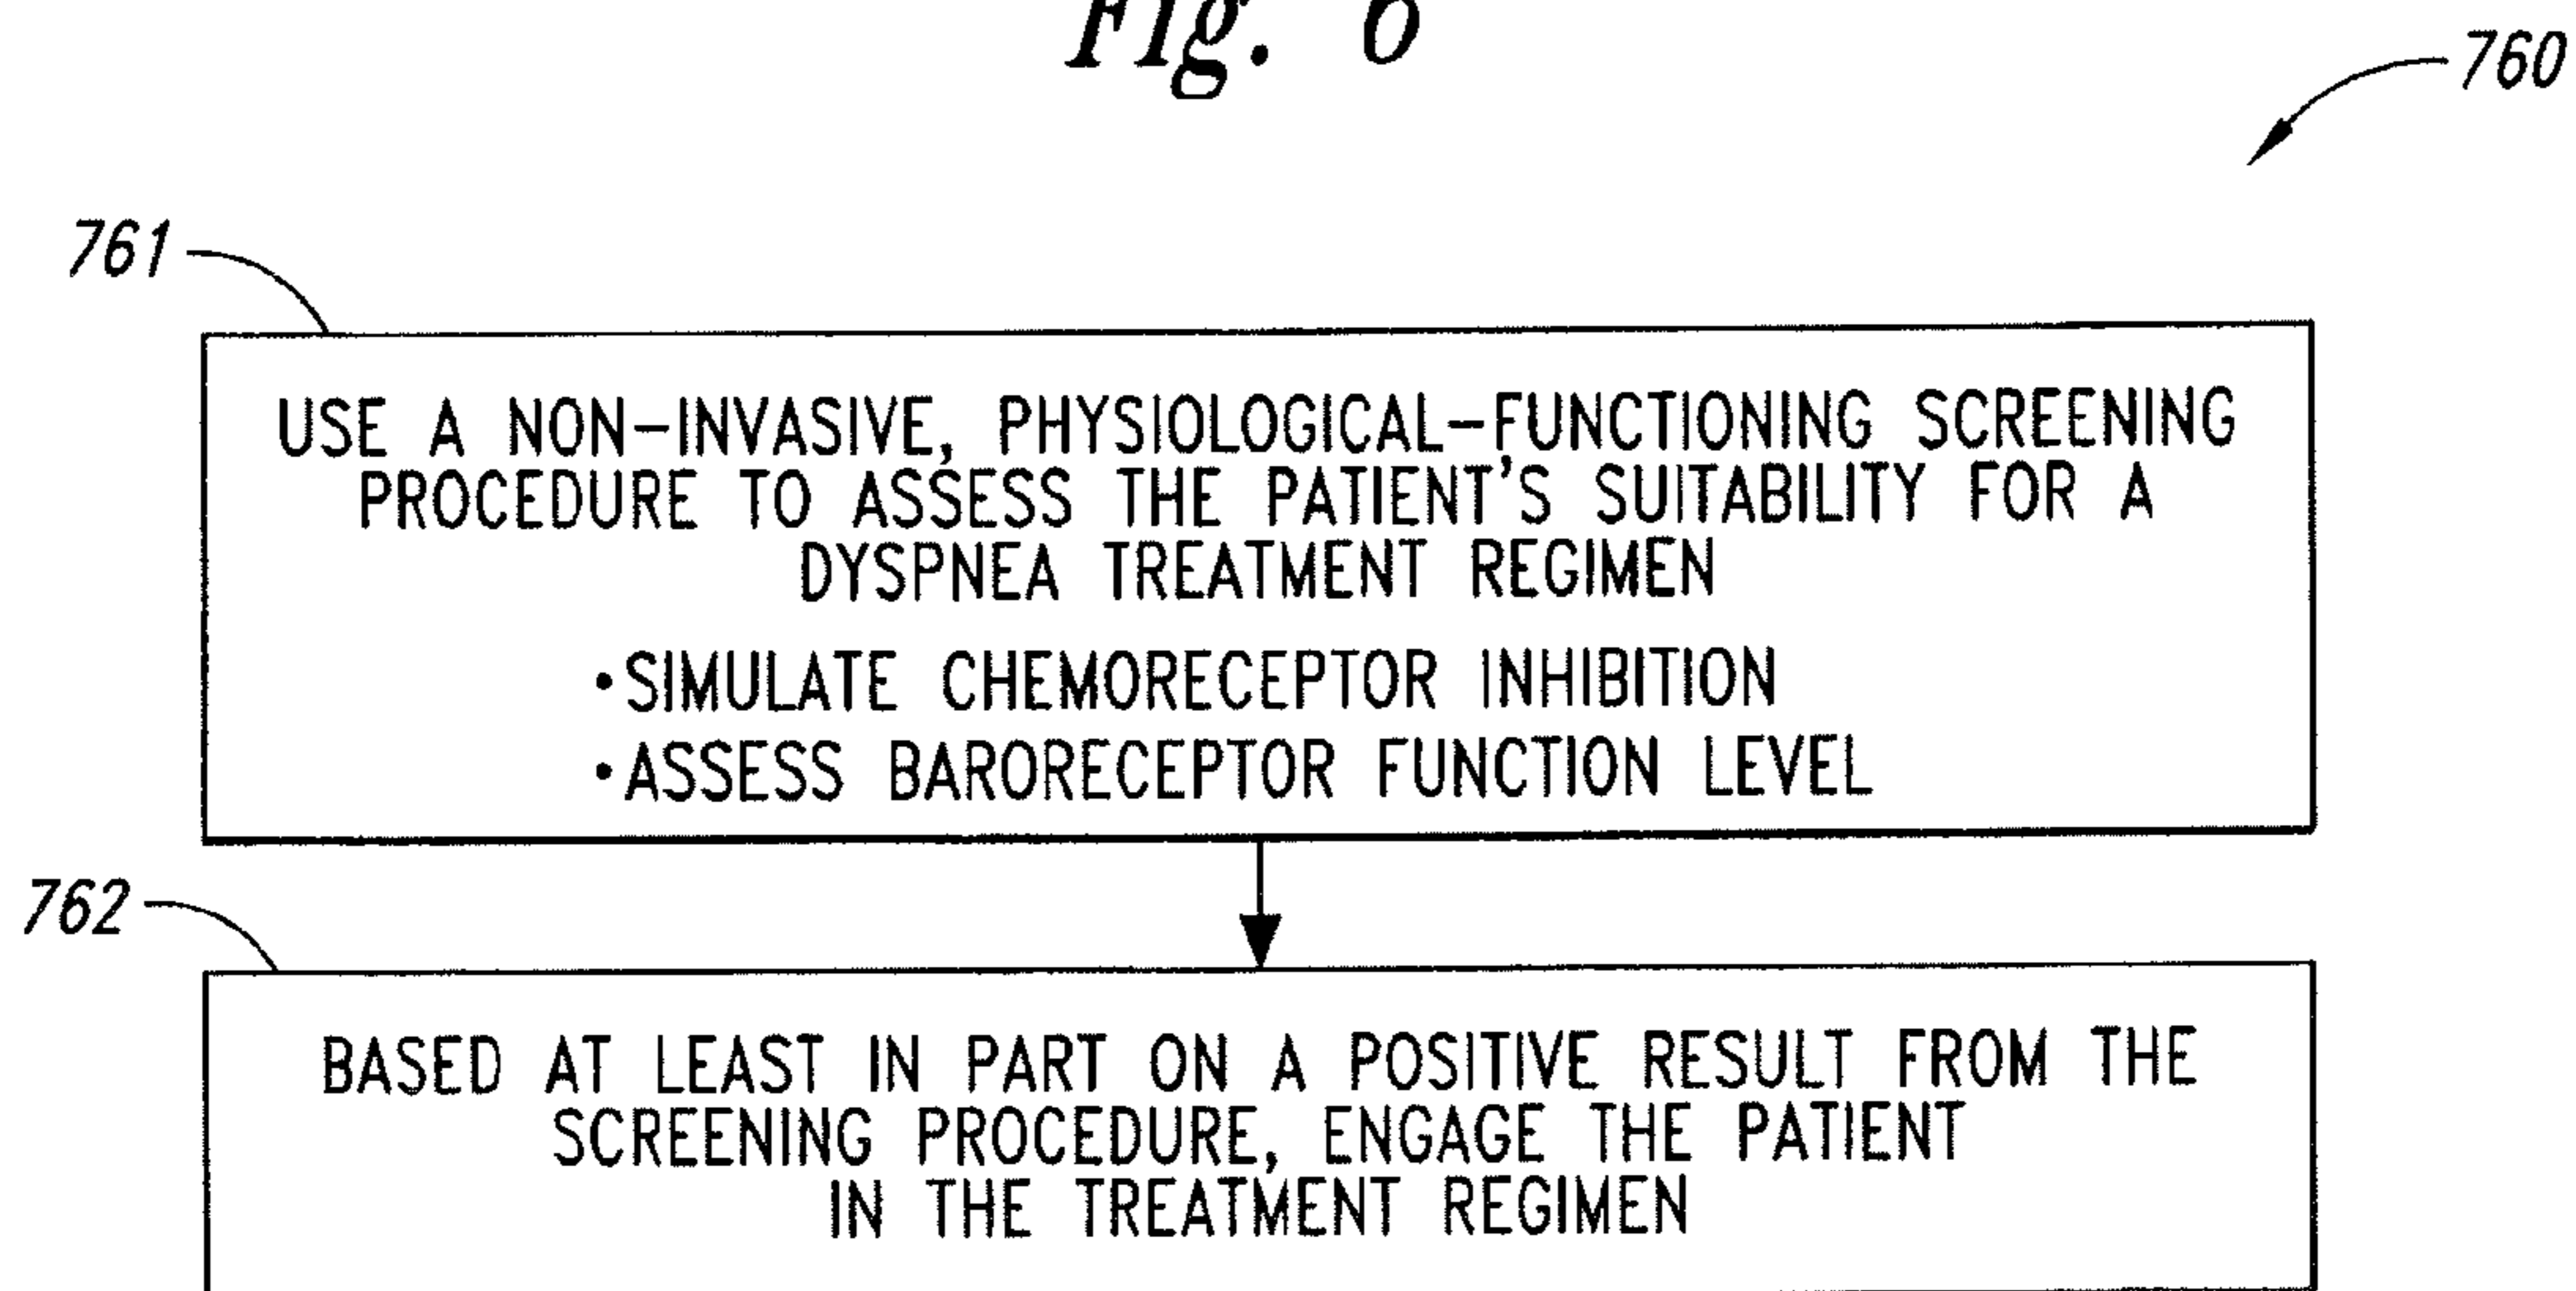 Fig. 6
760
761
USE A NON-INVASIVE, PHYSIOLOGICAL-FUNCTIONING SCREENING
PROCEDURE TO ASSESS THE PATIENT'S SUITABILITY FOR A
DYSPNEA TREATMENT REGIMEN
•SIMULATE CHEMORECEPTOR INHIBITION
•ASSESS BARORECEPTOR FUNCTION LEVEL
762
BASED AT LEAST IN PART ON A POSITIVE RESULT FROM THE
SCREENING PROCEDURE, ENGAGE THE PATIENT
IN THE TREATMENT REGIMEN